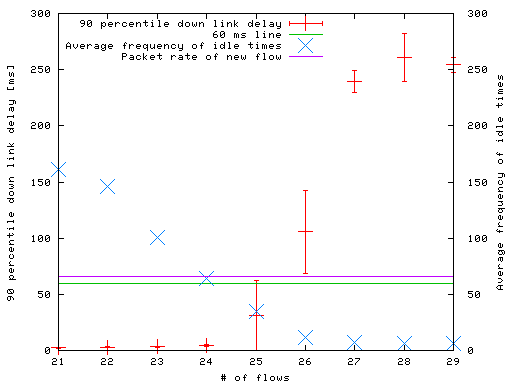 90 percentile down link delay
60 ms line
Average frequency of idle times
Packet rate of new flow
300 300
250 250
200 200
150 150
100 100
50 50
0 0
21 22 23 24 25 26 27 28 29
# of flows
90 percentile down link delay [ms]
Average frequency of idle times